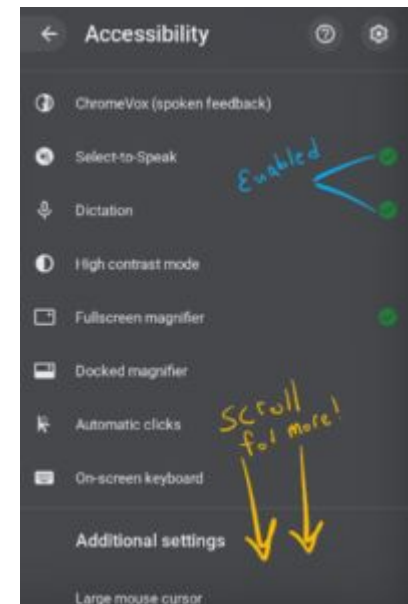 Accessibility
ChromeVox (spoken feedback)
Select-to-Speak
Enabled
Dictation
High contrast mode
Fullscreen magnifier
Docked magnifier
Scroll
for more!
Automatic clicks
On-screen keyboard
Additional settings
Large mouse cursor